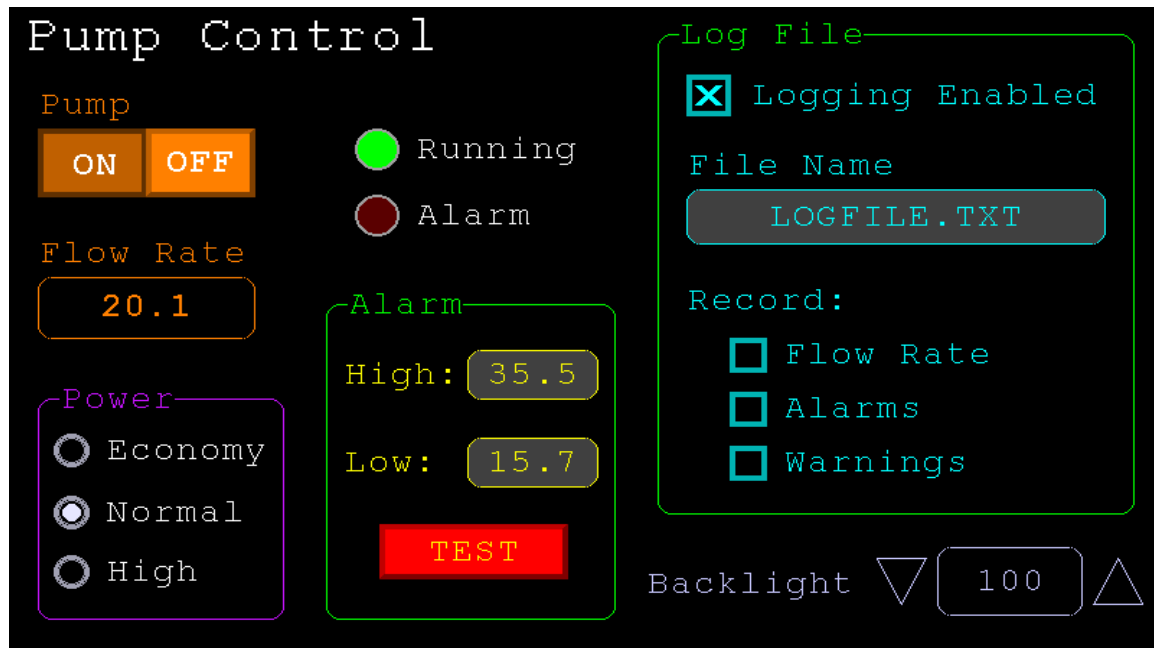 Pump Control
Pump
ON OFF
Running
Alarm
Flow Rate
20.1
Power
Economy
Normal
High
Alarm
High: 35.5
Low: 15.7
TEST
Log File
Logging Enabled
File Name
LOGFILE.TXT
Record:
Flow Rate
Alarms
Warnings
Backlight 100